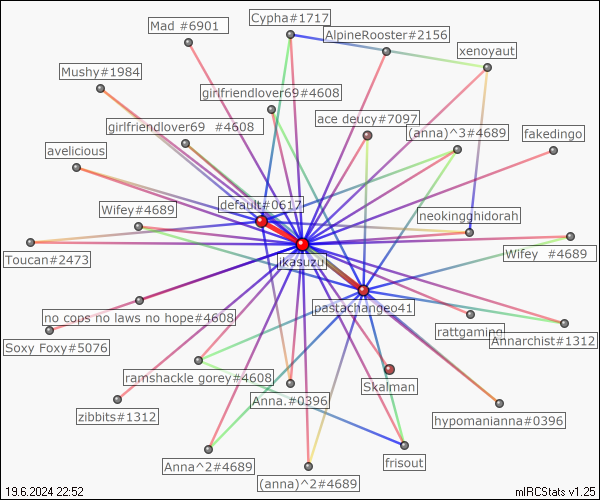 Mad #6901
Cypha#1717
AlpineRooster#2156
xenoyaut
Mushy#1984
girlfriendlover69#4608
ace deucy#7097
girlfriendlover69 #4608
(anna)^3#4689
fakedingo
avelicious
default#0617
Wifey#4689
neokingghidorah
Toucan#2473
ikasuzu
Wifey #4689
pastachangeo41
no cops no laws no hope#4608
rattgaming
Annarchist#1312
Soxy Foxy#5076
ramshackle gorey#4608
Skalman
Anna.#0396
zibbits#1312
hypomanianna#0396
Anna^2#4689
frisout
(anna)^2#4689
19.6.2024 22:52
mIRCStats v1.25